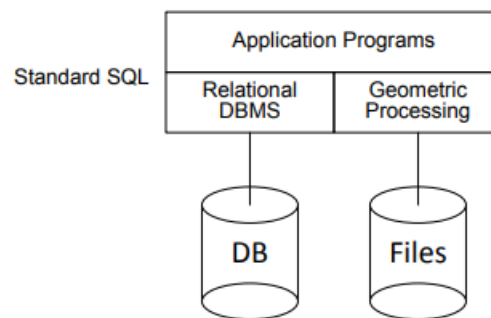 Application Programs
Standard SQL
Relational
DBMS
Geometric
Processing
DB
Files